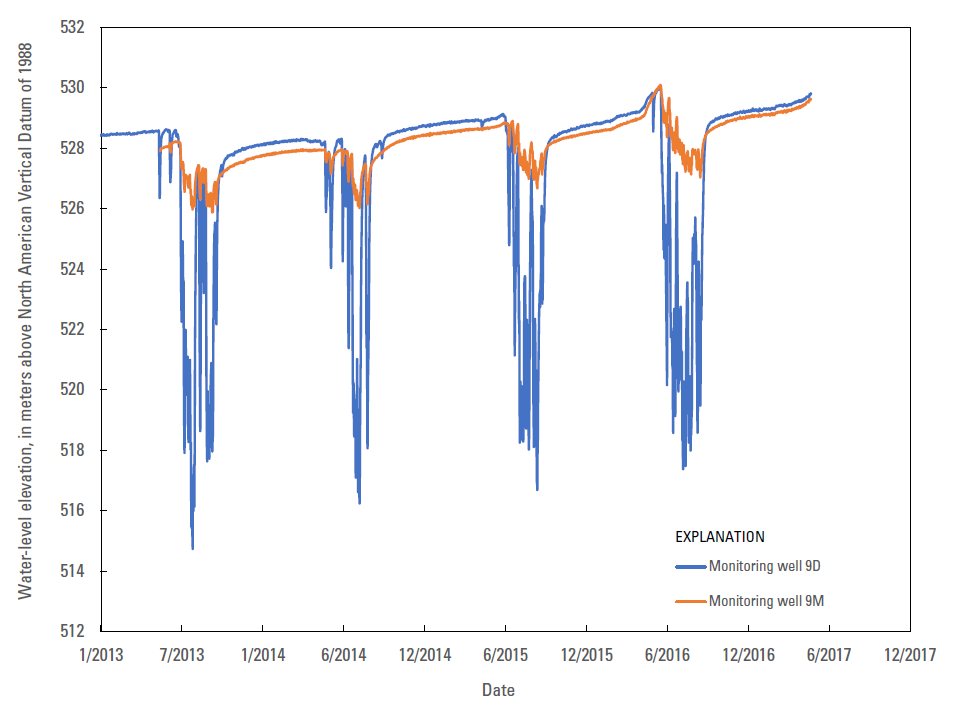 Water-level elevation, in meters above North American Vertical Datum of 1988
532
530
528
526
524
522
520
518
516
514
512
EXPLANATION
Monitoring well 9D
Monitoring well 9M
1/2013 7/2013 1/2014 6/2014 12/2014 6/2015 12/2015 6/2016 12/2016 6/2017 12/2017
Date